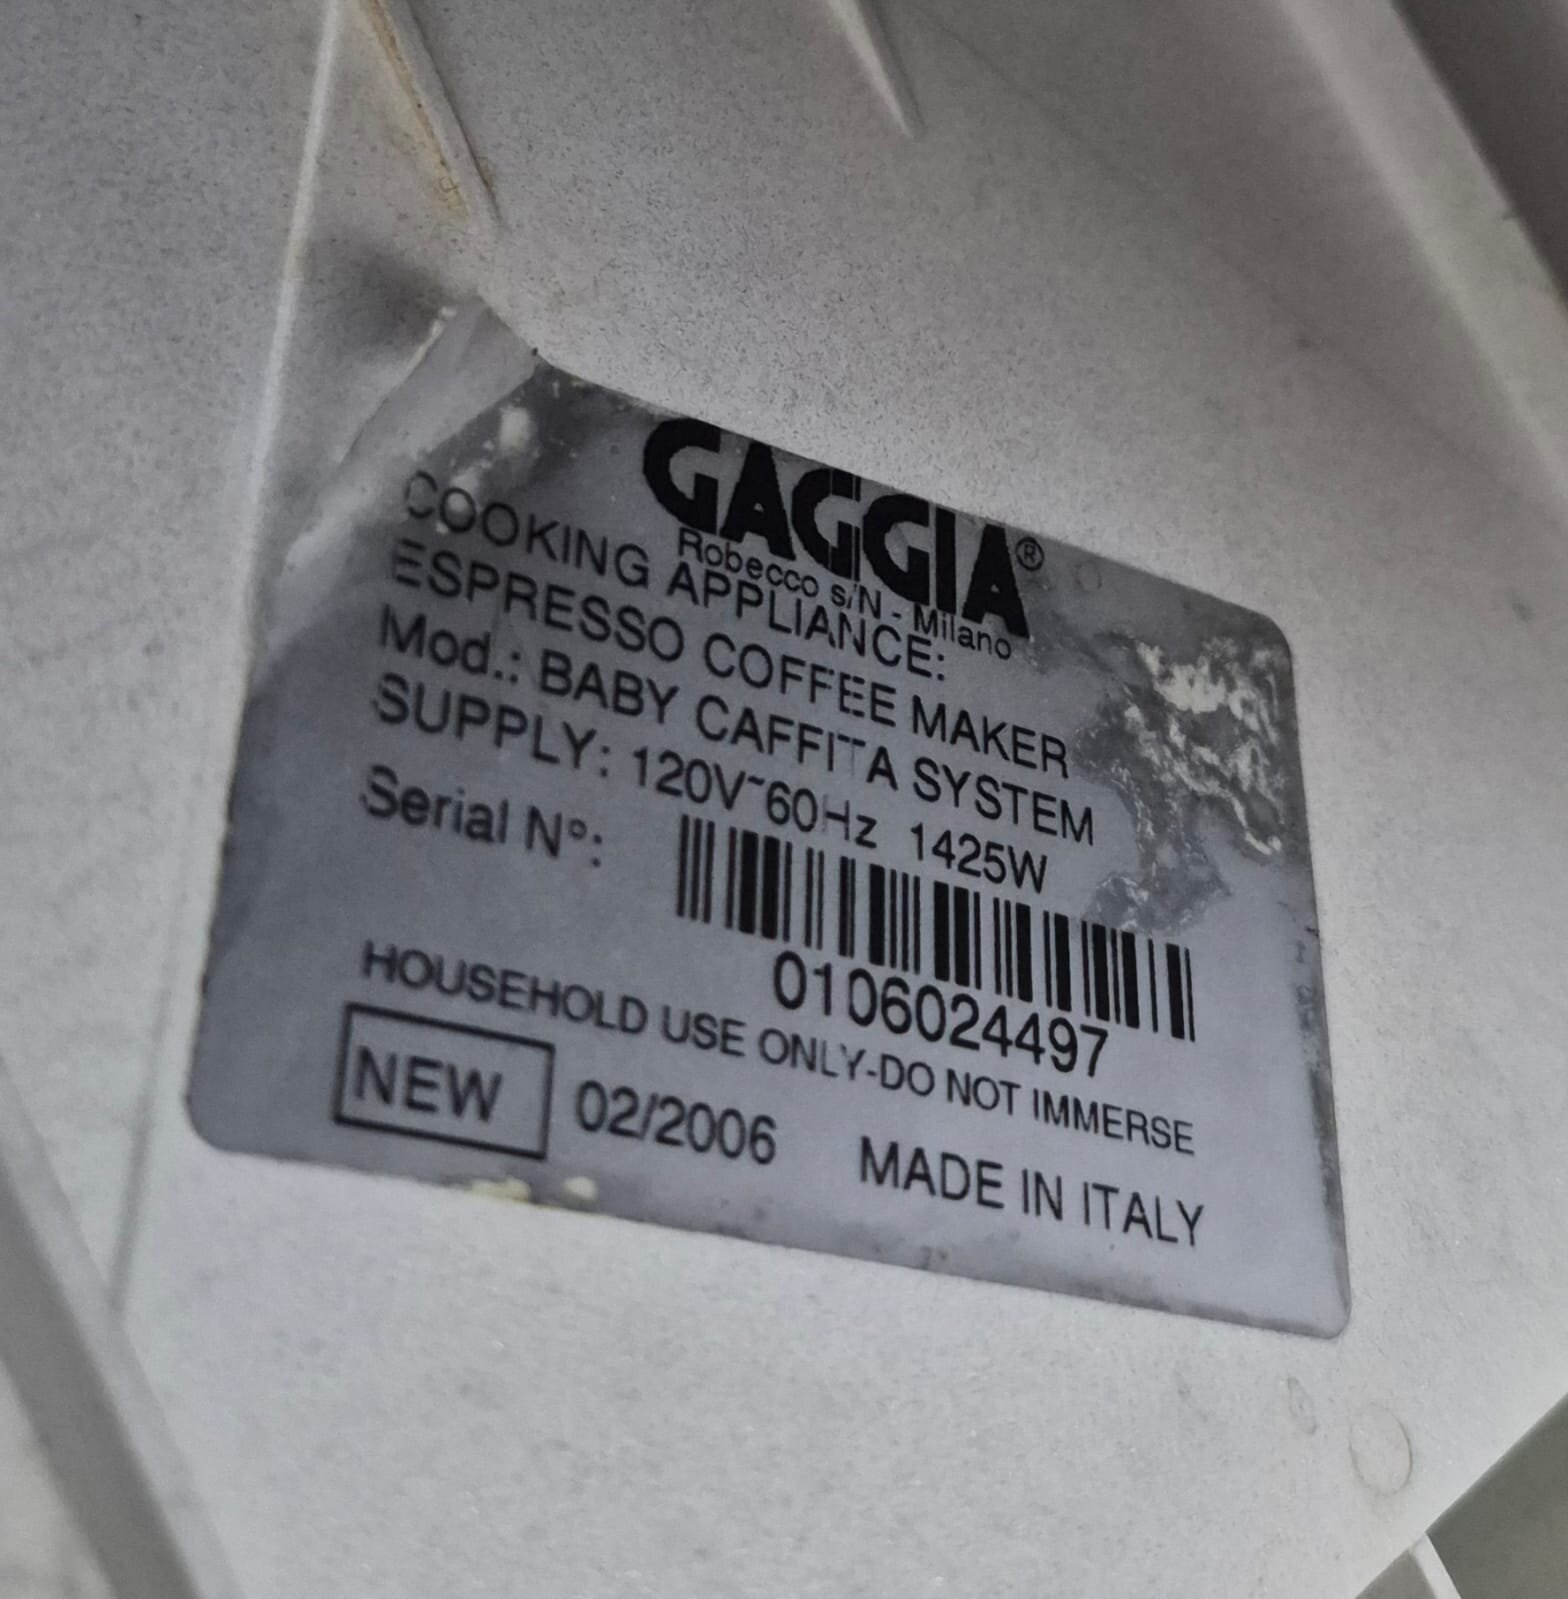 GAGGIA®
Robecco s/N - Milano
COOKING APPLIANCE:
ESPRESSO COFFEE MAKER
Mod.: BABY CAFFITA SYSTEM
SUPPLY: 120V~60Hz 1425W
Serial N°:
0106024497
HOUSEHOLD USE ONLY-DO NOT IMMERSE
NEW 02/2006 MADE IN ITALY